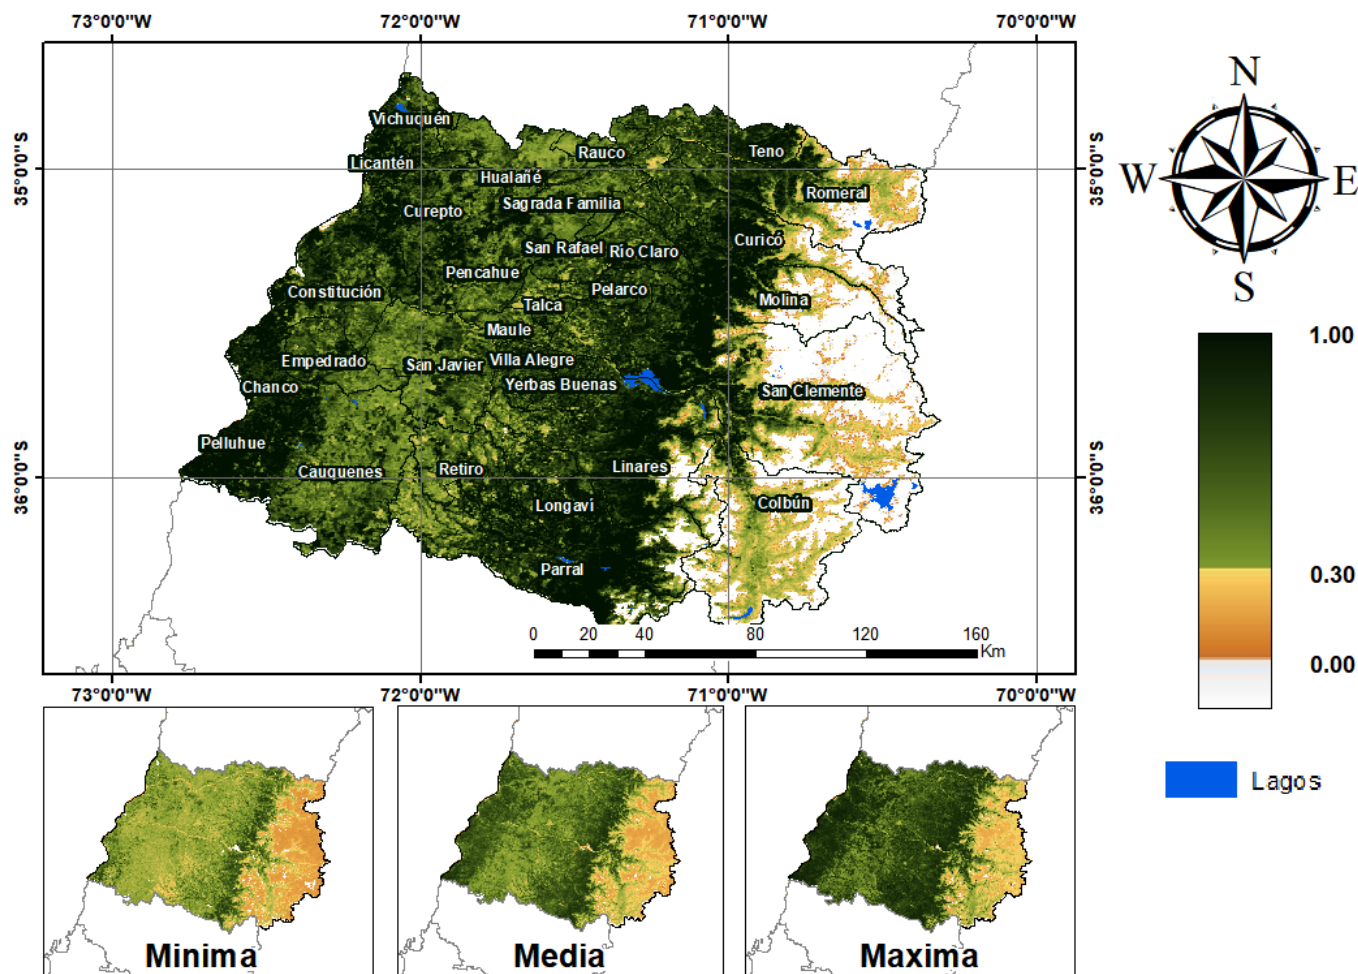 73°0'0"W 72°0'0"W 71°0'0"W 70°0'0"W
N
W E
S
35°0'0"S 35°0'0"S
36°0'0"S 36°0'0"S
Vichuquén
Licantén
Rauco
Teno
Hualañé
Romeral
Curepto
Sagrada Familia
San Rafael
Río Claro
Curicó
Pencahue
Constitución
Pelarco
Molina
Talca
Maule
Empedrado
San Javier
Villa Alegre
Chanco
Yerbas Buenas
San Clemente
Pelluhue
Cauquenes
Retiro
Linares
Longaví
Colbún
Parral
0 20 40 80 120 160
Km
73°0'0"W 72°0'0"W 71°0'0"W 70°0'0"W
1.00
0.30
0.00
Lagos
Minima
Media
Maxima